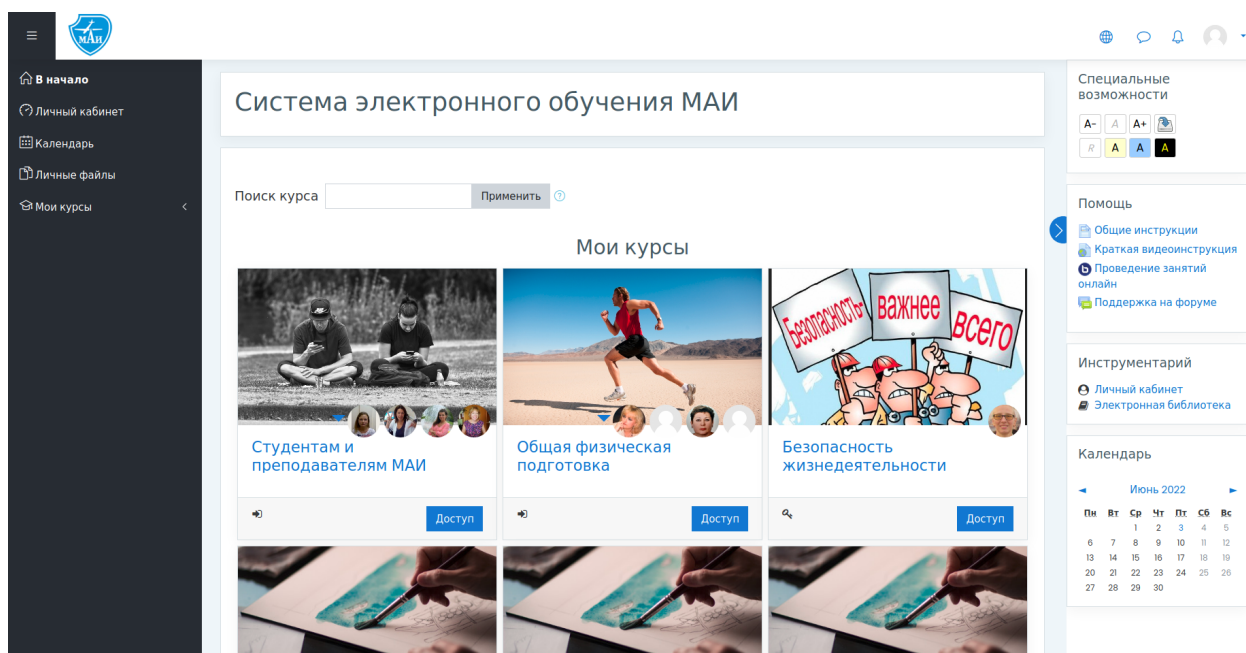 МАИ
В начало
Личный кабинет
Календарь
Личные файлы
Мои курсы
Система электронного обучения МАИ
Поиск курса
Применить
?
Мои курсы
Безопасность-
важнее
всего
Студентам и
преподавателям МАИ
Доступ
Общая физическая
подготовка
Доступ
Безопасность
жизнедеятельности
Доступ
Специальные
возможности
A- A A+
R A A A
Помощь
Общие инструкции
Краткая видеоинструкция
Проведение занятий
онлайн
Поддержка на форуме
Инструментарий
Личный кабинет
Электронная библиотека
Календарь
◄ Июнь 2022 ►
Пн Вт Ср Чт Пт Сб Вс
1 2 3 4 5
6 7 8 9 10 11 12
13 14 15 16 17 18 19
20 21 22 23 24 25 26
27 28 29 30